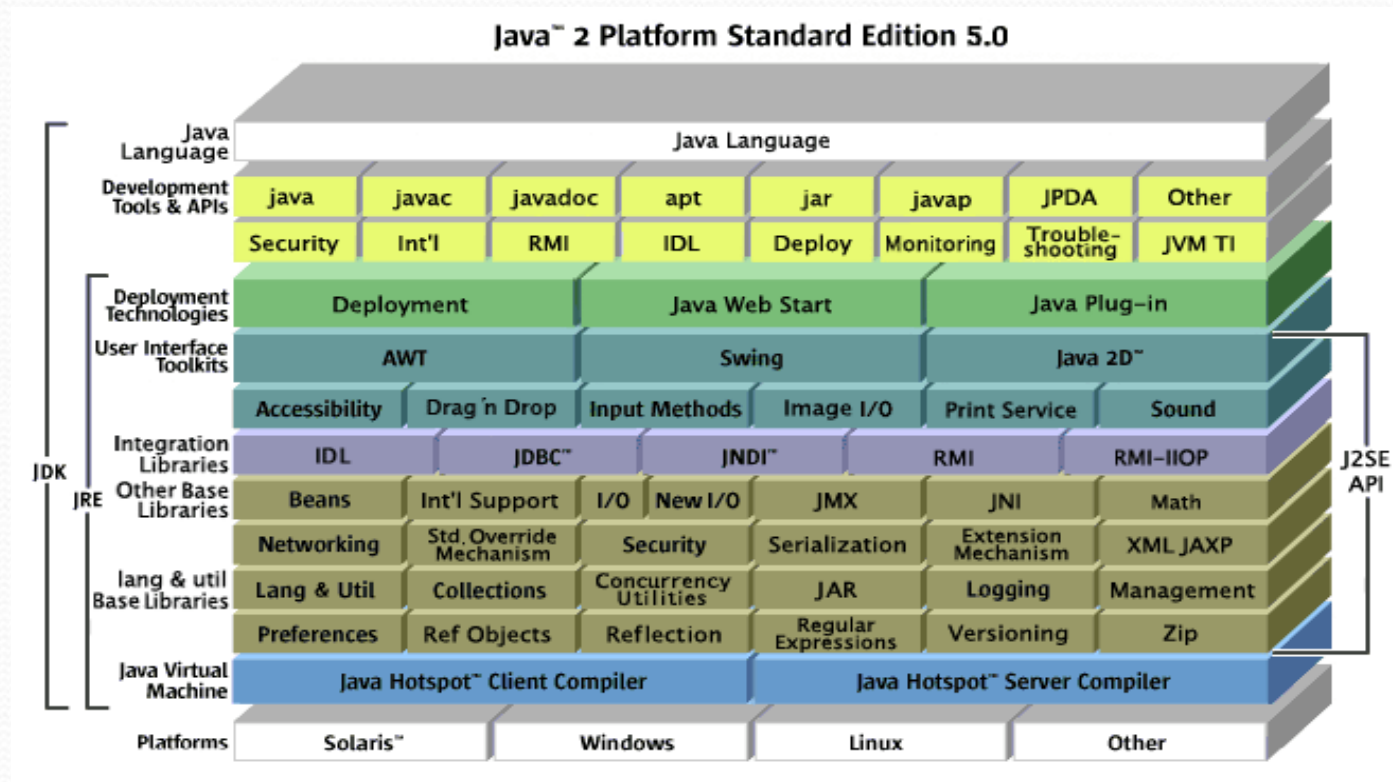 Java™ 2 Platform Standard Edition 5.0
Java
Language
Java Language
Development
Tools & APIs
java javac javadoc apt jar javap JPDA Other
Security Int'l RMI IDL Deploy Monitoring Trouble-
shooting JVM TI
Deployment
Technologies
Deployment Java Web Start Java Plug-in
User Interface
Toolkits
AWT Swing Java 2D™
Accessibility Drag 'n Drop Input Methods Image I/O Print Service Sound
Integration
Libraries
IDL JDBC™ JNDI™ RMI RMI-IIOP
JDK
JRE
J2SE
API
Other Base
Libraries
Beans Int'l Support I/O New I/O JMX JNI Math
Networking Std. Override
Mechanism Security Serialization Extension
Mechanism XML JAXP
lang & util
Base Libraries
Lang & Util Collections Concurrency
Utilities JAR Logging Management
Preferences Ref Objects Reflection Regular
Expressions Versioning Zip
Java Virtual
Machine
Java Hotspot™ Client Compiler Java Hotspot™ Server Compiler
Platforms
Solaris™ Windows Linux Other